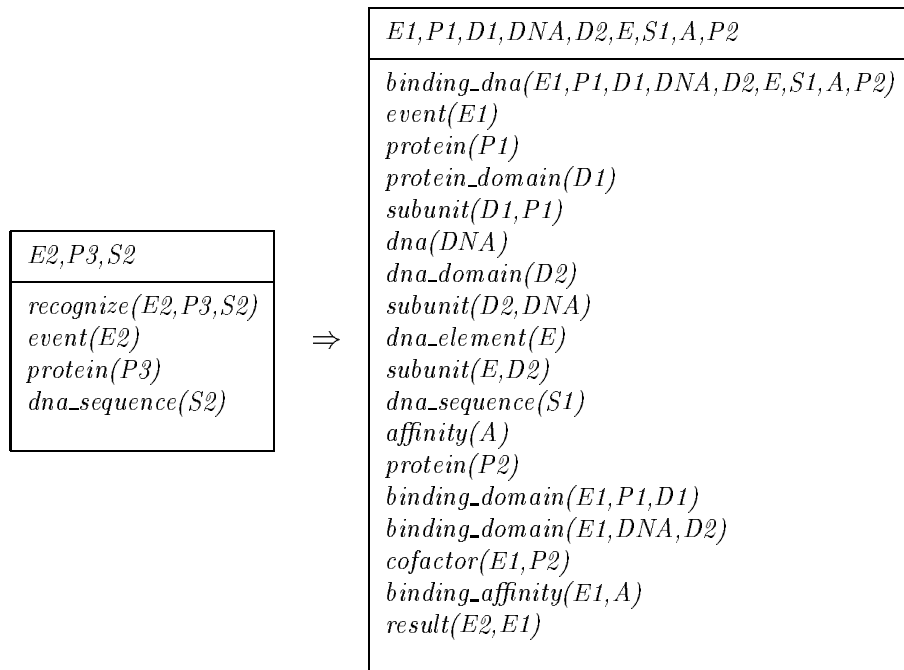 E2,P3,S2
recognize(E2,P3,S2)
event(E2)
protein(P3)
dna_sequence(S2)
⇒
E1,P1,D1,DNA,D2,E,S1,A,P2
binding_dna(E1,P1,D1,DNA,D2,E,S1,A,P2)
event(E1)
protein(P1)
protein_domain(D1)
subunit(D1,P1)
dna(DNA)
dna_domain(D2)
subunit(D2,DNA)
dna_element(E)
subunit(E,D2)
dna_sequence(S1)
affinity(A)
protein(P2)
binding_domain(E1,P1,D1)
binding_domain(E1,DNA,D2)
cofactor(E1,P2)
binding_affinity(E1,A)
result(E2,E1)